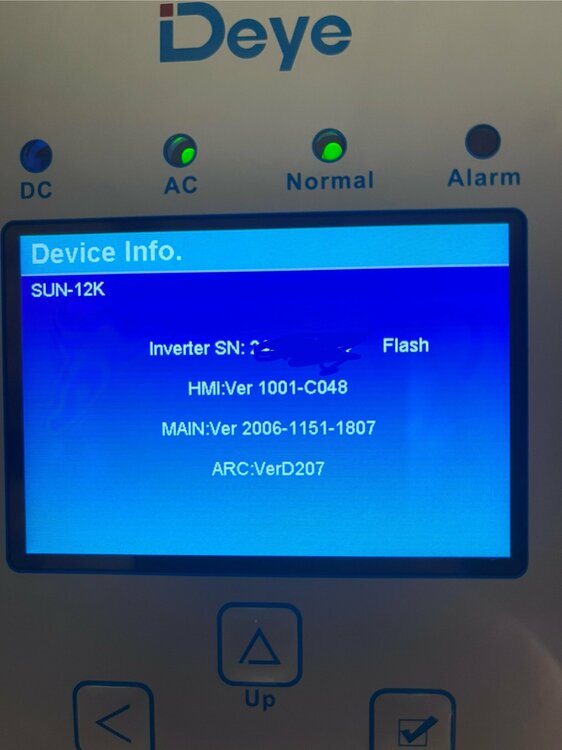 Deye
DC AC Normal Alarm
Device Info.
SUN-12K
Inverter SN: Flash
HMI:Ver 1001-C048
MAIN:Ver 2006-1151-1807
ARC:VerD207
Up